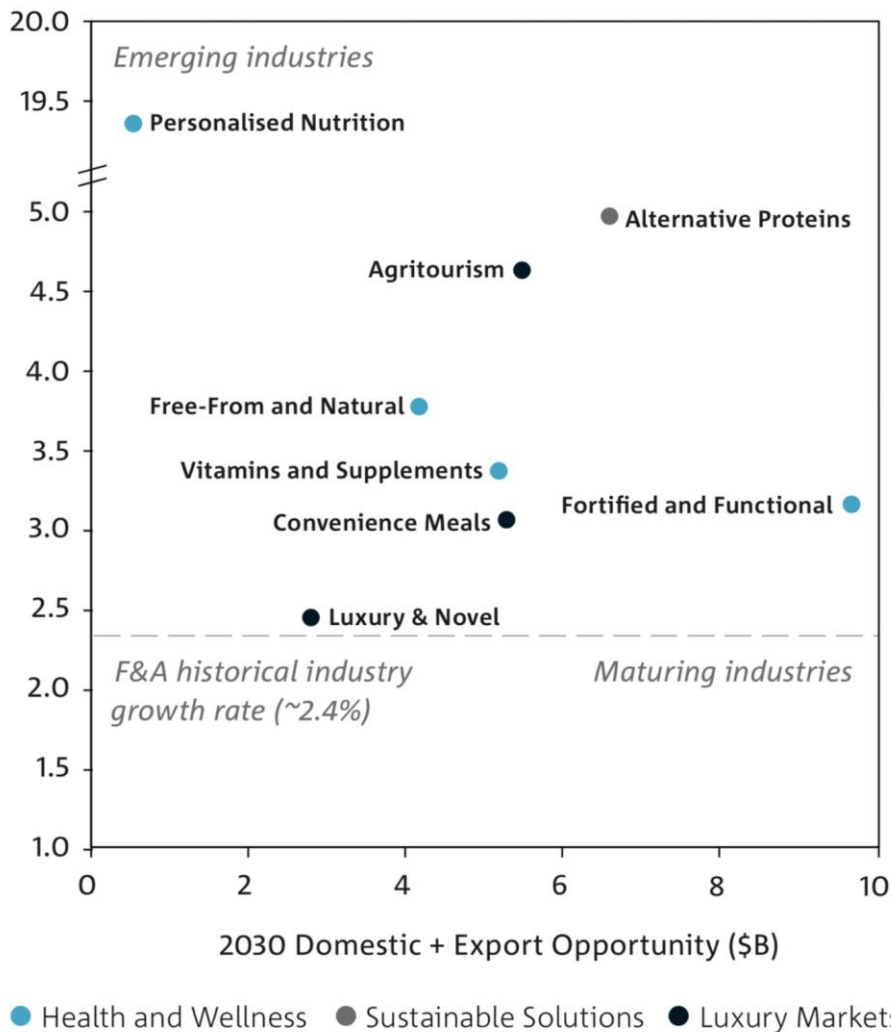 20.0
Emerging industries
19.5
Personalised Nutrition
5.0
Alternative Proteins
Agritourism
4.5
4.0
Free-From and Natural
3.5
Vitamins and Supplements
Fortified and Functional
Convenience Meals
3.0
2.5
Luxury & Novel
F&A historical industry
growth rate (~2.4%)
Maturing industries
2.0
1.5
1.0
0 2 4 6 8 10
2030 Domestic + Export Opportunity ($B)
Health and Wellness Sustainable Solutions Luxury Market